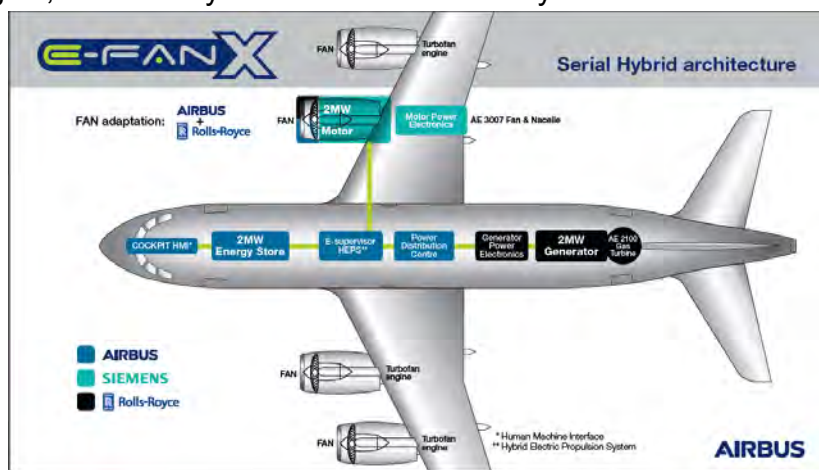 E-FAN X
Serial Hybrid architecture
FAN
Turbofan
engine
FAN adaptation:
AIRBUS
+
Rolls-Royce
FAN
2MW
Motor
Motor Power
Electronics
AE 3007 Fan & Nacelle
COCKPIT HMI*
2MW
Energy Store
E-supervisor
HEPS**
Power
Distribution
Centre
Generator
Power
Electronics
2MW
Generator
AE 2100
Gas
Turbine
AIRBUS
SIEMENS
Rolls-Royce
FAN
Turbofan
engine
FAN
Turbofan
engine
* Human Machine Interface
** Hybrid Electric Propulsion System
AIRBUS